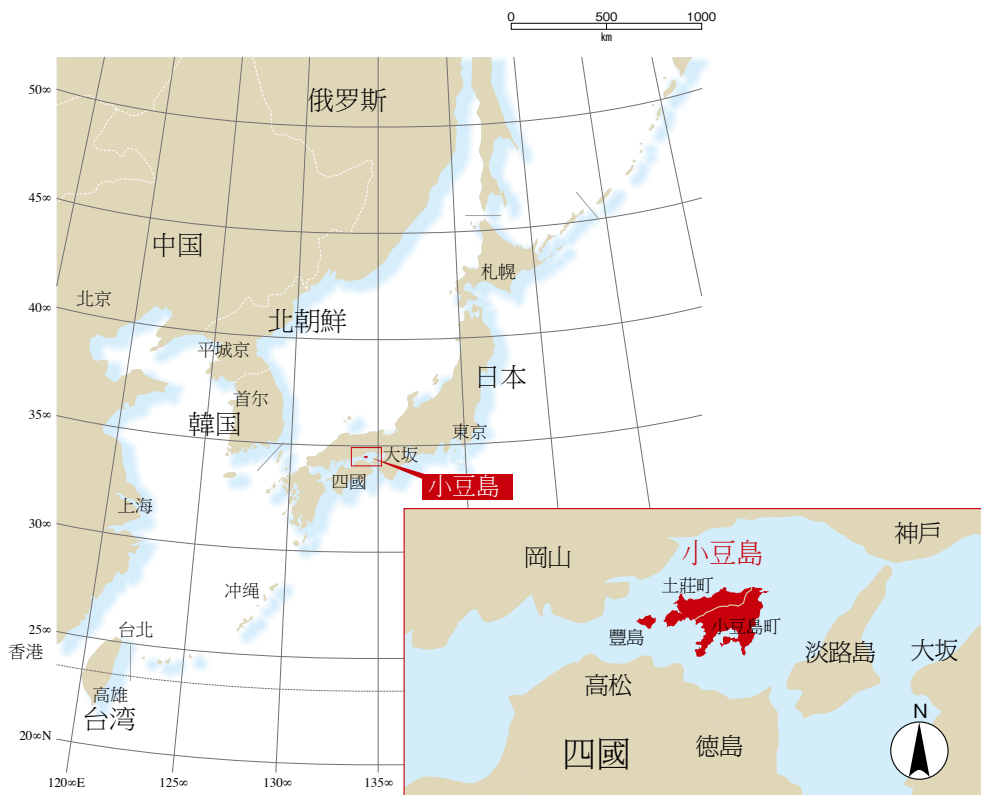 0 500 1000
km
50∞
俄罗斯
45∞
中国
札幌
北京
40∞
北朝鮮
平城京
日本
首尔
韓国
35∞
東京
大坂
四國
小豆島
上海
30∞
神戶
小豆島
岡山
土莊町
冲绳
豐島
小豆島町
台北
25∞
香港
淡路島
大坂
高松
高雄
台湾
N
20∞N
四國
徳島
120∞E 125∞ 130∞ 135∞